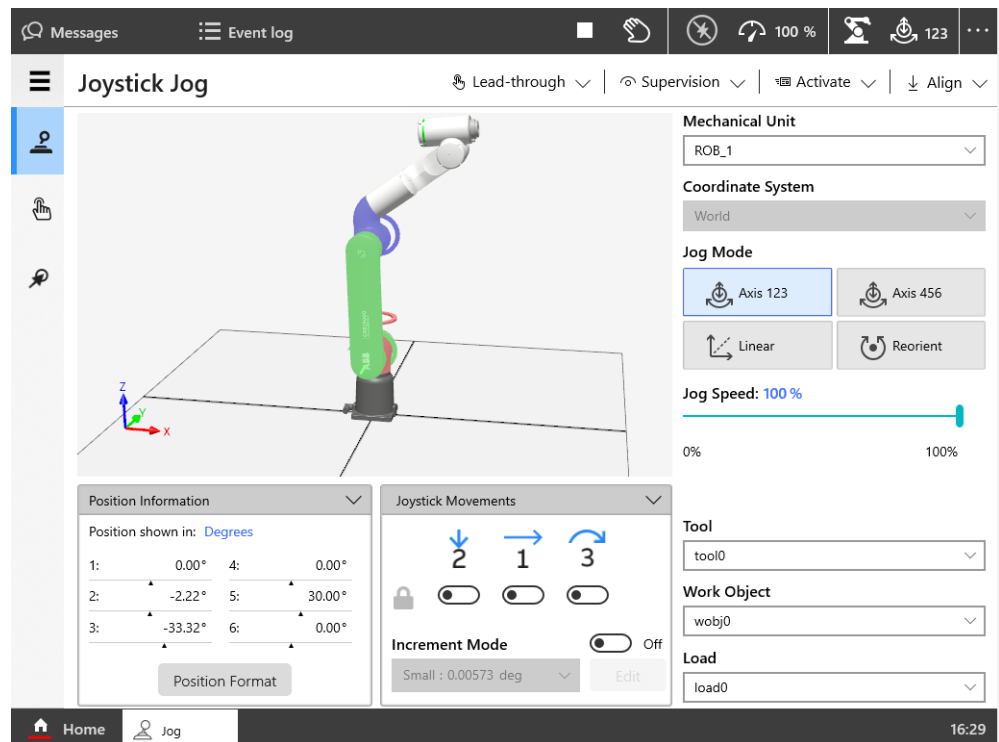 Messages
Event log
100 %
123
...
Joystick Jog
Lead-through
Supervision
Activate
Align
Mechanical Unit
ROB_1
Coordinate System
World
Jog Mode
Axis 123
Axis 456
Linear
Reorient
Jog Speed: 100 %
0%
100%
Tool
tool0
Work Object
wobj0
Load
load0
ABB
Z
Y
X
Position Information
Position shown in: Degrees
1: 0.00° 4: 0.00°
2: -2.22° 5: 30.00°
3: -33.32° 6: 0.00°
Position Format
Joystick Movements
2 1 3
Increment Mode
Off
Small : 0.00573 deg
Edit
Home
Jog
16:29